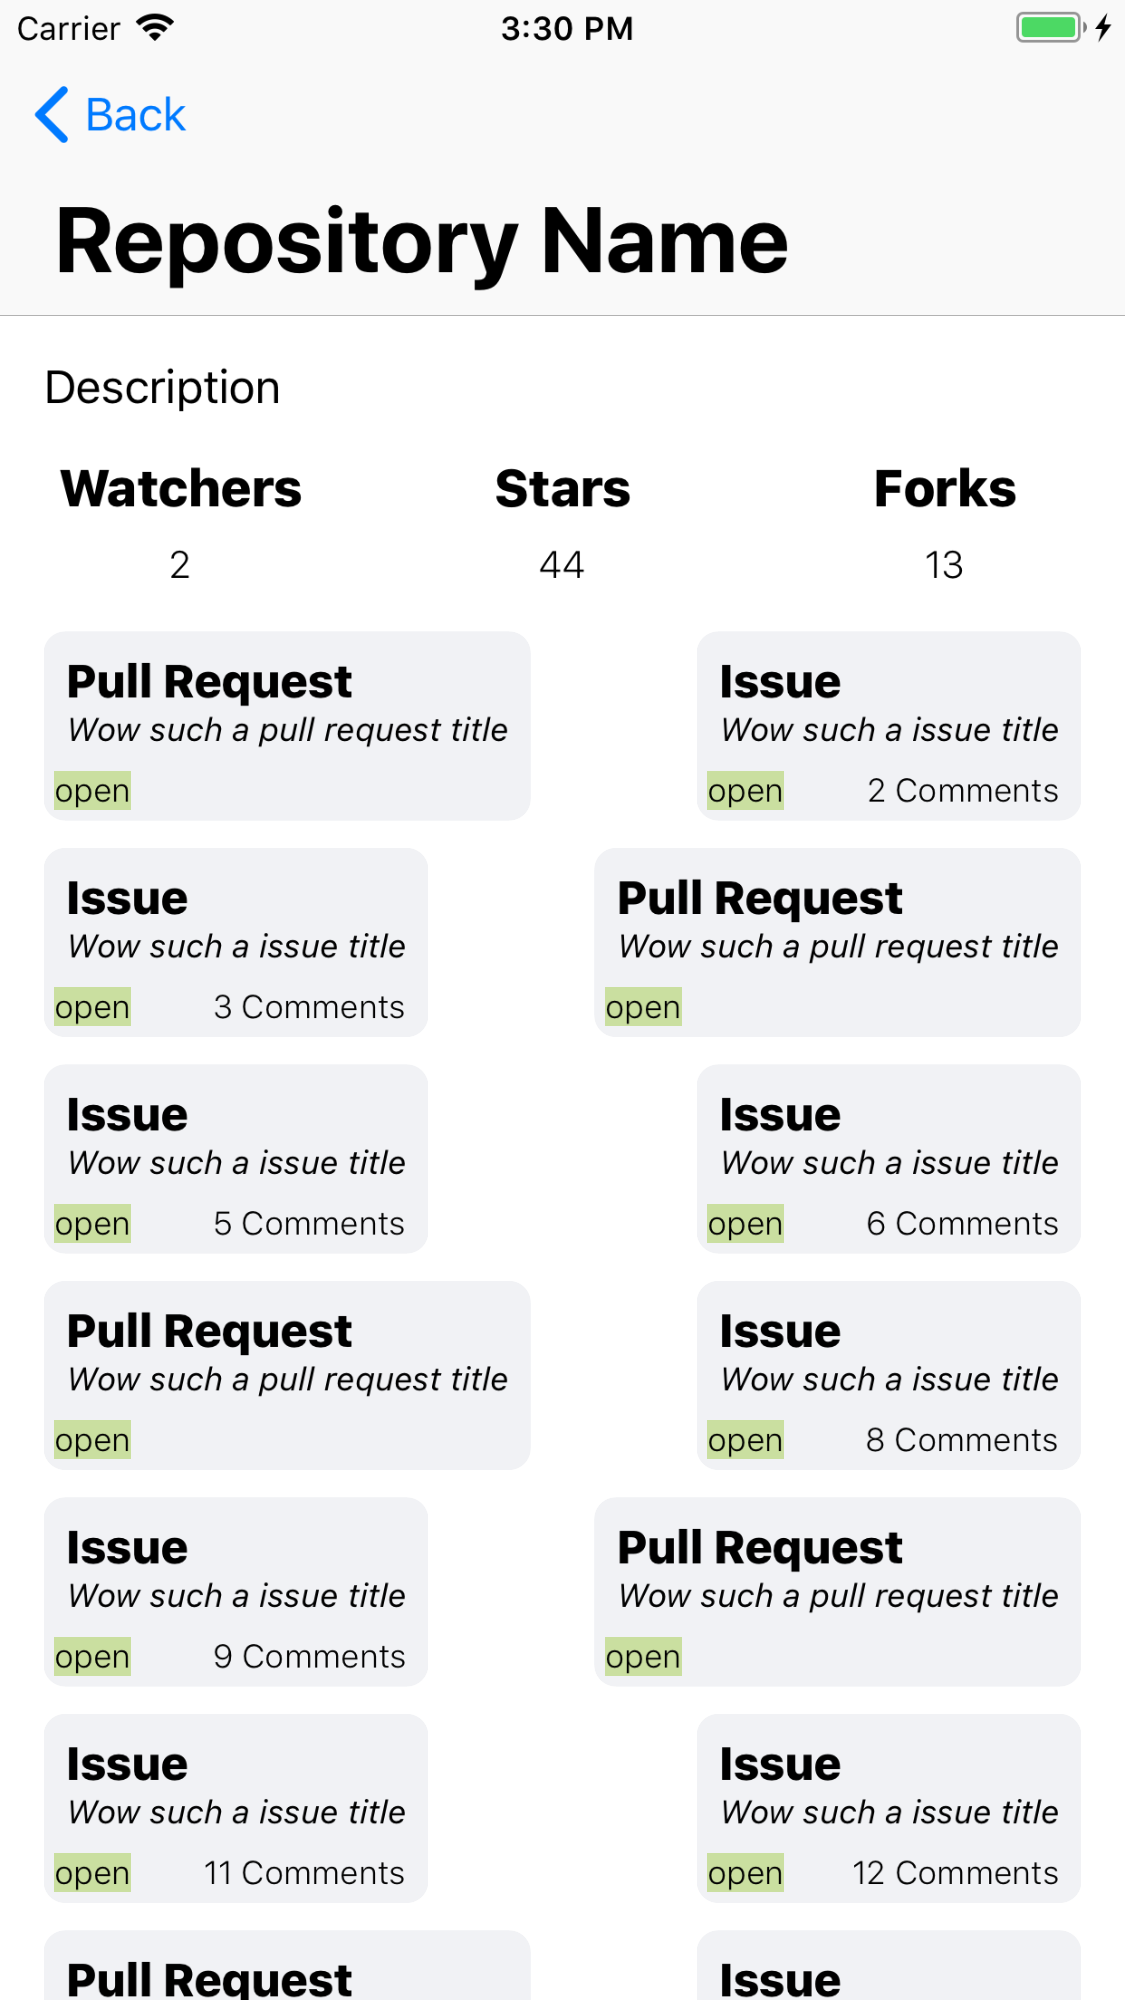 Carrier 3:30 PM
Back
Repository Name
Description
Watchers Stars Forks
2 44 13
Pull Request Issue
Wow such a pull request title Wow such a issue title
open open 2 Comments
Issue Pull Request
Wow such a issue title Wow such a pull request title
open 3 Comments open
Issue Issue
Wow such a issue title Wow such a issue title
open 5 Comments open 6 Comments
Pull Request Issue
Wow such a pull request title Wow such a issue title
open open 8 Comments
Issue Pull Request
Wow such a issue title Wow such a pull request title
open 9 Comments open
Issue Issue
Wow such a issue title Wow such a issue title
open 11 Comments open 12 Comments
Pull Request Issue